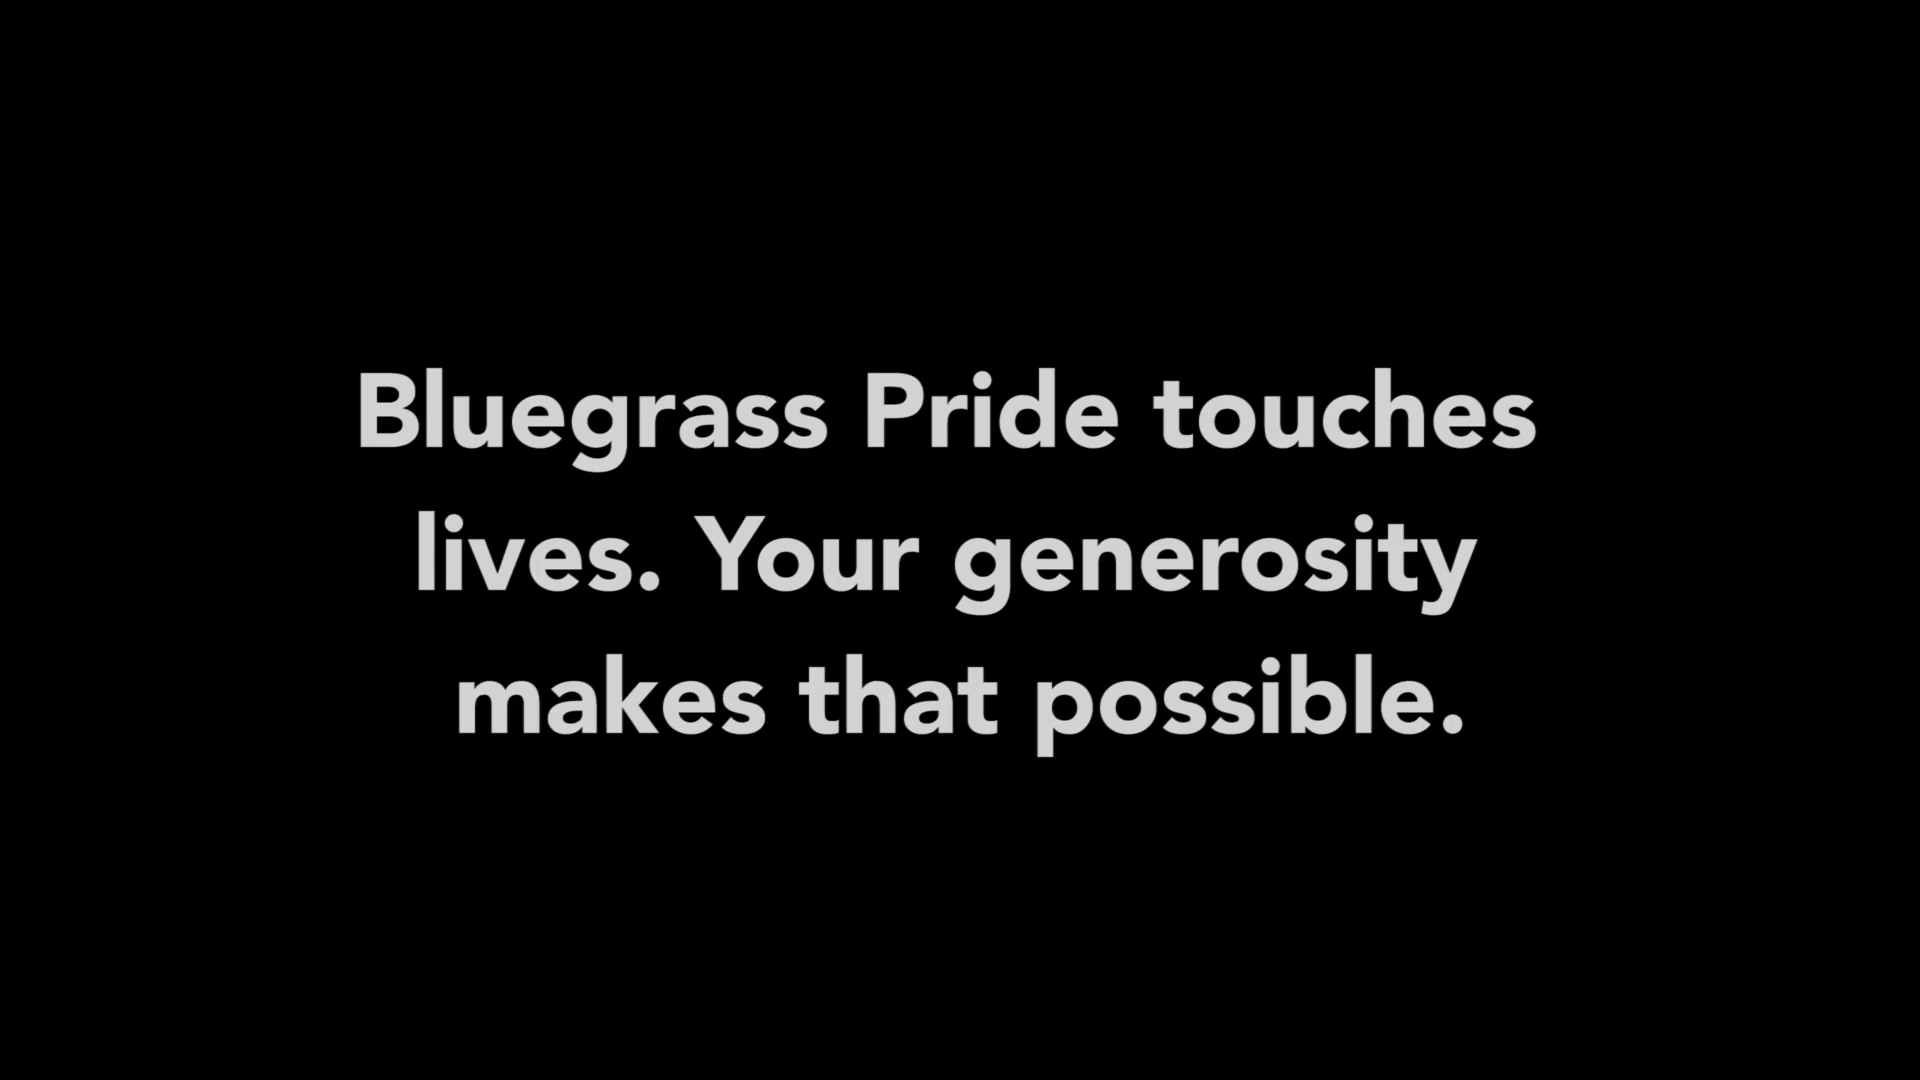 Bluegrass Pride touches
lives. Your generosity
makes that possible.